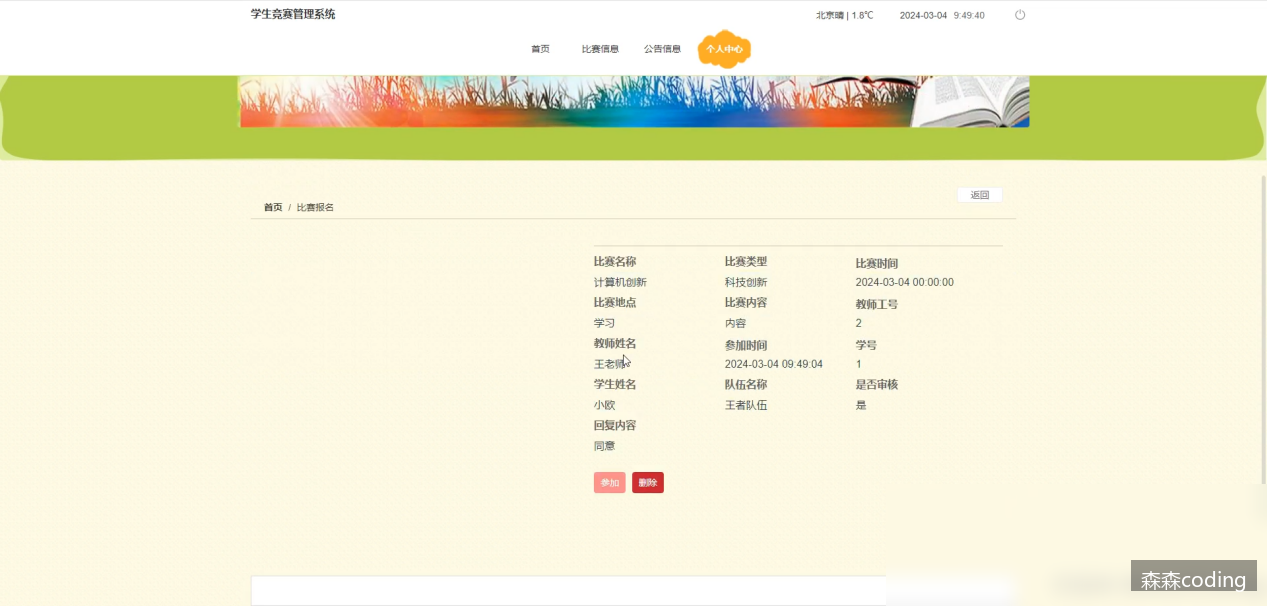 学生竞赛管理系统
北京晴 | 1.8℃ 2024-03-04 9:49:40
首页 比赛信息 公告信息 个人中心
返回
首页 / 比赛报名
比赛名称 比赛类型 比赛时间
计算机创新 科技创新 2024-03-04 00:00:00
比赛地点 比赛内容 教师工号
学习 内容 2
教师姓名 参加时间 学号
王老师 2024-03-04 09:49:04 1
学生姓名 队伍名称 是否审核
小欧 王者队伍 是
回复内容
同意
参加 删除
森森coding